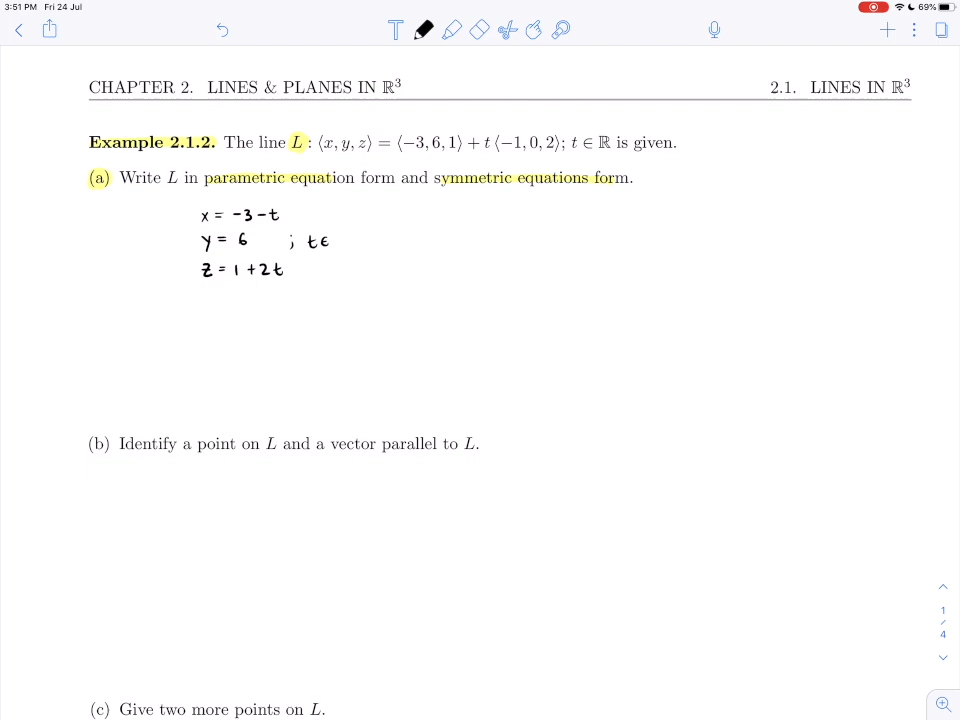 3:51 PM Fri 24 Jul 69%
CHAPTER 2. LINES & PLANES IN ℝ³ 2.1. LINES IN ℝ³
Example 2.1.2. The line L : ⟨x, y, z⟩ = ⟨−3, 6, 1⟩ + t ⟨−1, 0, 2⟩; t ∈ ℝ is given.
(a) Write L in parametric equation form and symmetric equations form.
x = -3 - t
y = 6 ; t ∈
z = 1 + 2t
(b) Identify a point on L and a vector parallel to L.
1
/
4
(c) Give two more points on L.